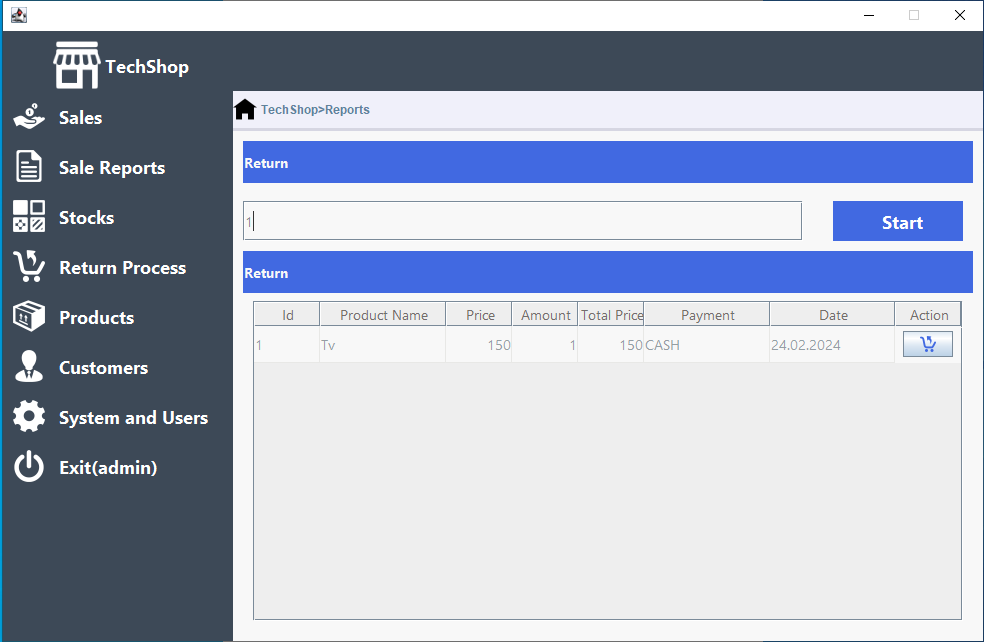 TechShop
Sales
Sale Reports
Stocks
Return Process
Products
Customers
System and Users
Exit(admin)
TechShop>Reports
Return
1
Start
Return
Id Product Name Price Amount Total Price Payment Date Action
1 Tv 150 1 150 CASH 24.02.2024